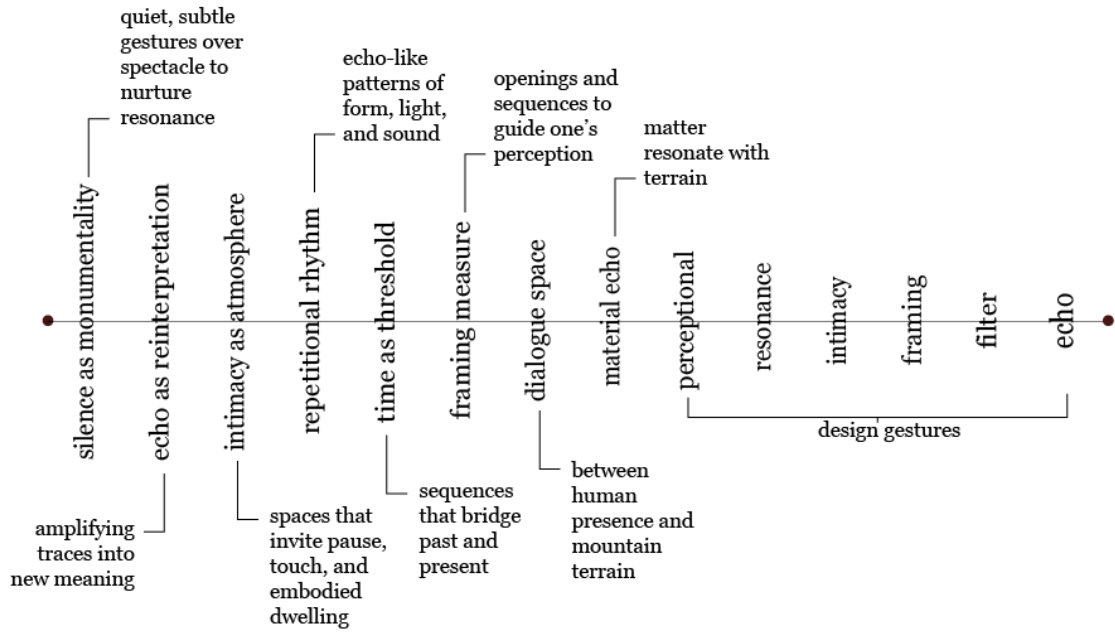 quiet, subtle
gestures over
spectacle to
nurture
resonance
echo-like
patterns of
form, light,
and sound
openings and
sequences to
guide one's
perception
matter
resonate with
terrain
silence as monumentality
echo as reinterpretation
intimacy as atmosphere
repetitional rhythm
time as threshold
framing measure
dialogue space
material echo
perceptional
resonance
intimacy
framing
filter
echo
design gestures
amplifying
traces into
new meaning
spaces that
invite pause,
touch, and
embodied
dwelling
sequences
that bridge
past and
present
between
human
presence and
mountain
terrain